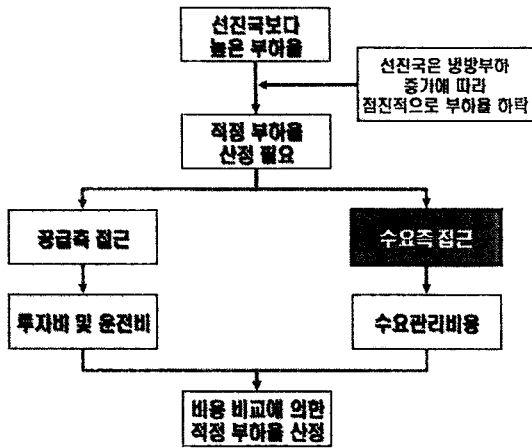 선진국보다
높은 부하율
선진국은 냉방부하
증가에 따라
점진적으로 부하율 하락
적정 부하율
산정 필요
공급측 접근
수요측 접근
투자비 및 운전비
수요관리비용
비용 비교에 의한
적정 부하율 산정